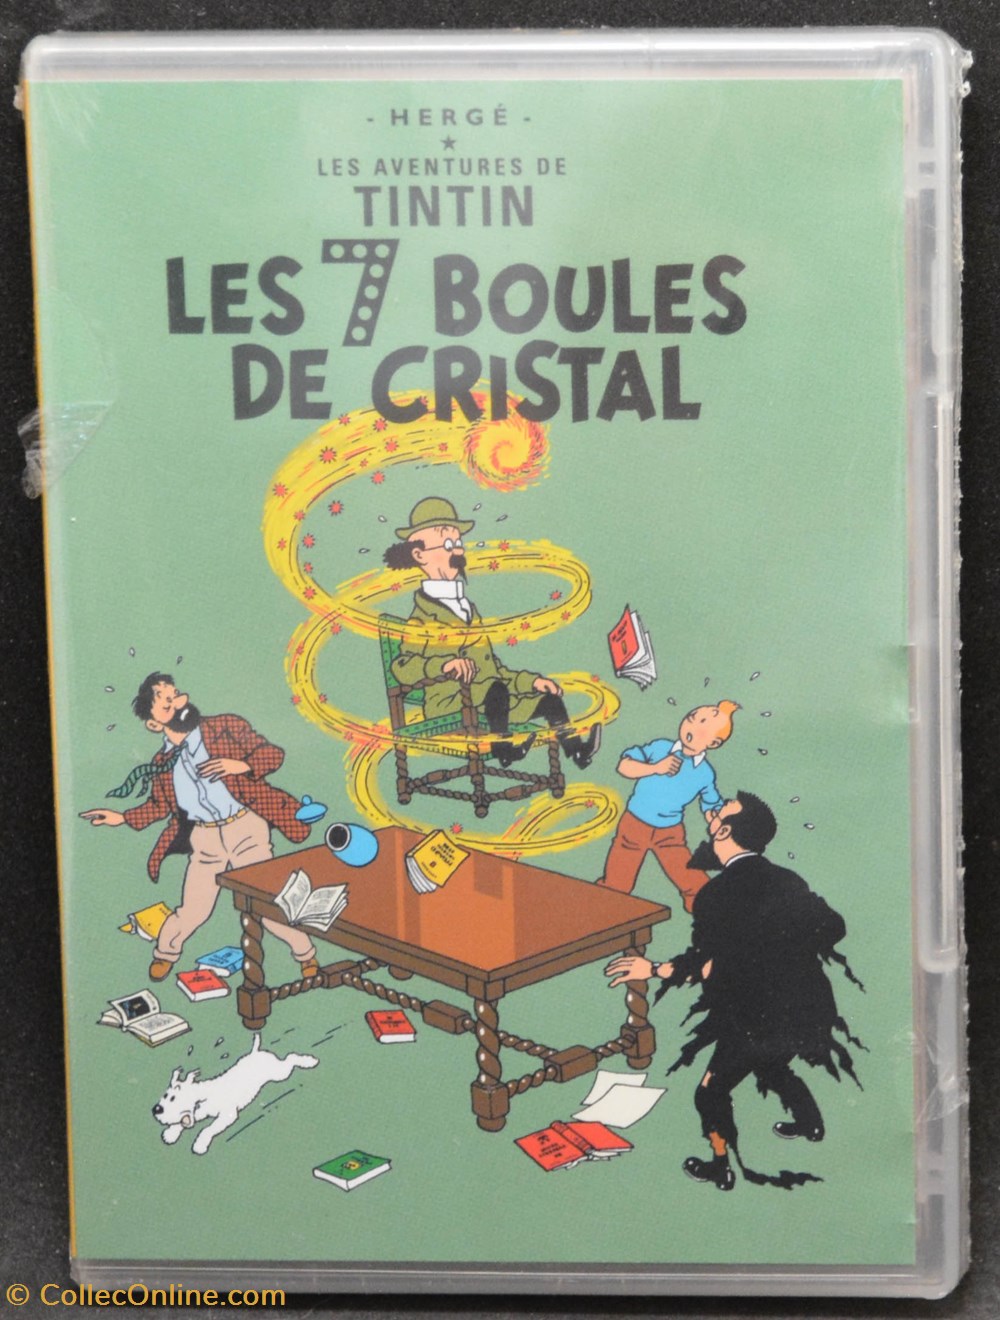 - HERGÉ -
LES AVENTURES DE
TINTIN
LES 7 BOULES
DE CRISTAL
© CollecOnline.com